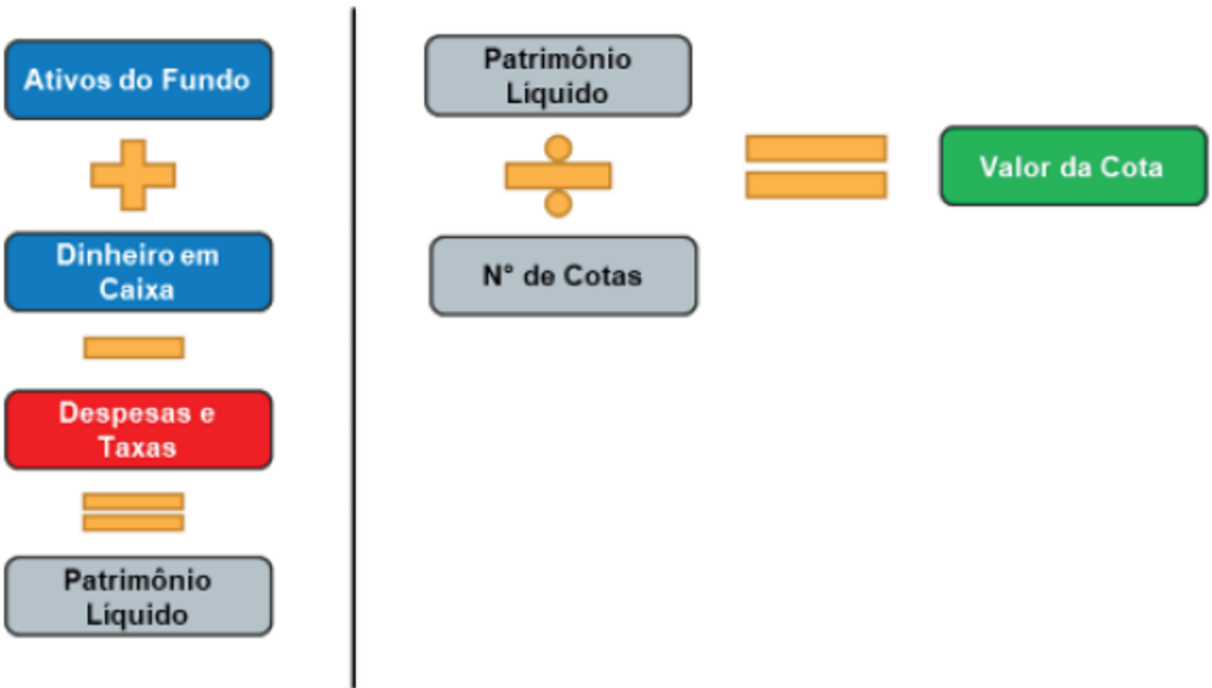 Ativos do Fundo
Dinheiro em
Caixa
Despesas e
Taxas
Patrimônio
Líquido
Patrimônio
Líquido
N° de Cotas
Valor da Cota